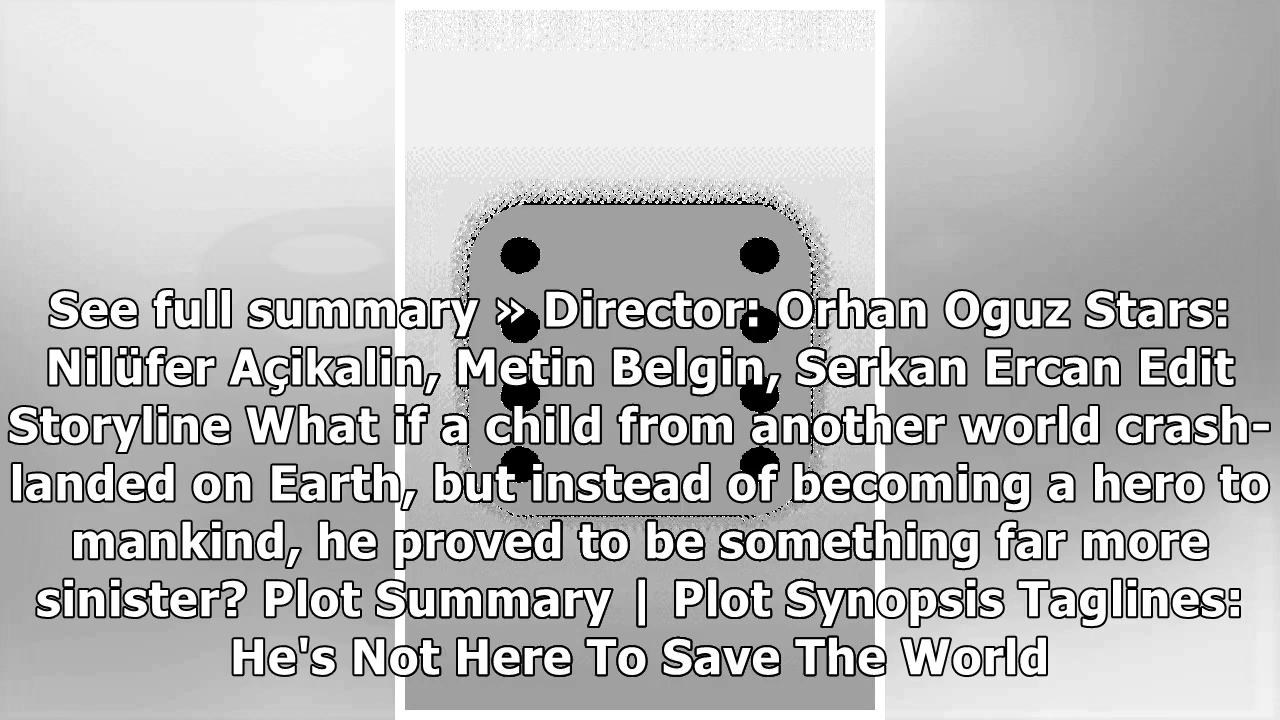 See full summary » Director: Orhan Oguz Stars:
Nilüfer Açikalin, Metin Belgin, Serkan Ercan Edit
Storyline What if a child from another world crash-
landed on Earth, but instead of becoming a hero to
mankind, he proved to be something far more
sinister? Plot Summary | Plot Synopsis Taglines:
He's Not Here To Save The World